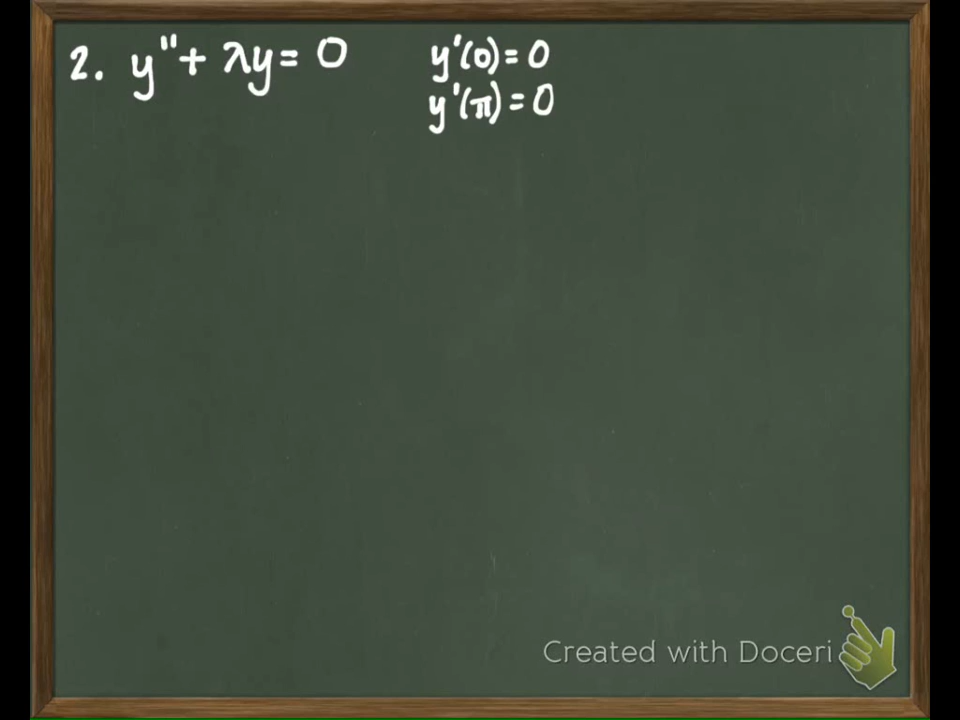 2. y" + λy = 0
y'(0) = 0
y'(π) = 0
Created with Doceri